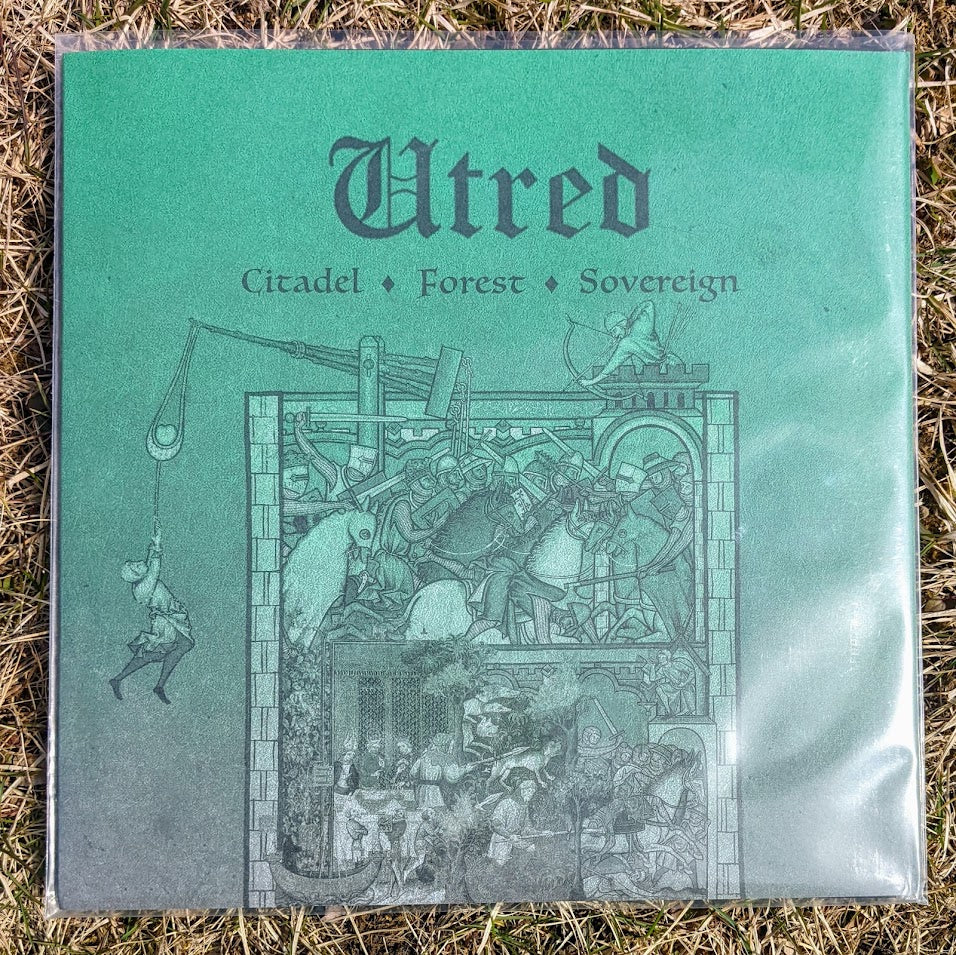 Utred
Citadel ♦ Forest ♦ Sovereign